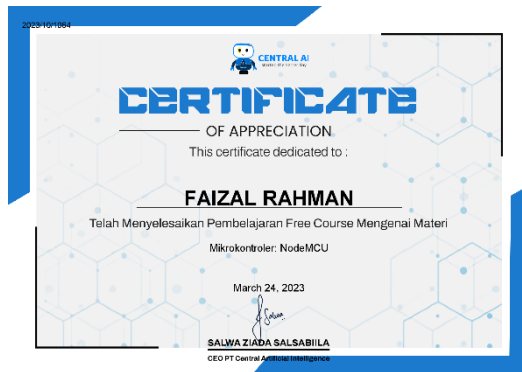 2023/10/1064
CENTRAL AI
CERTIFICATE
OF APPRECIATION
This certificate dedicated to :
FAIZAL RAHMAN
Telah Menyelesaikan Pembelajaran Free Course Mengenai Materi
Mikrokontroler: NodeMCU
March 24, 2023
SALWA ZIADA SALSABIILA
CEO PT Central Artificial Intelligence